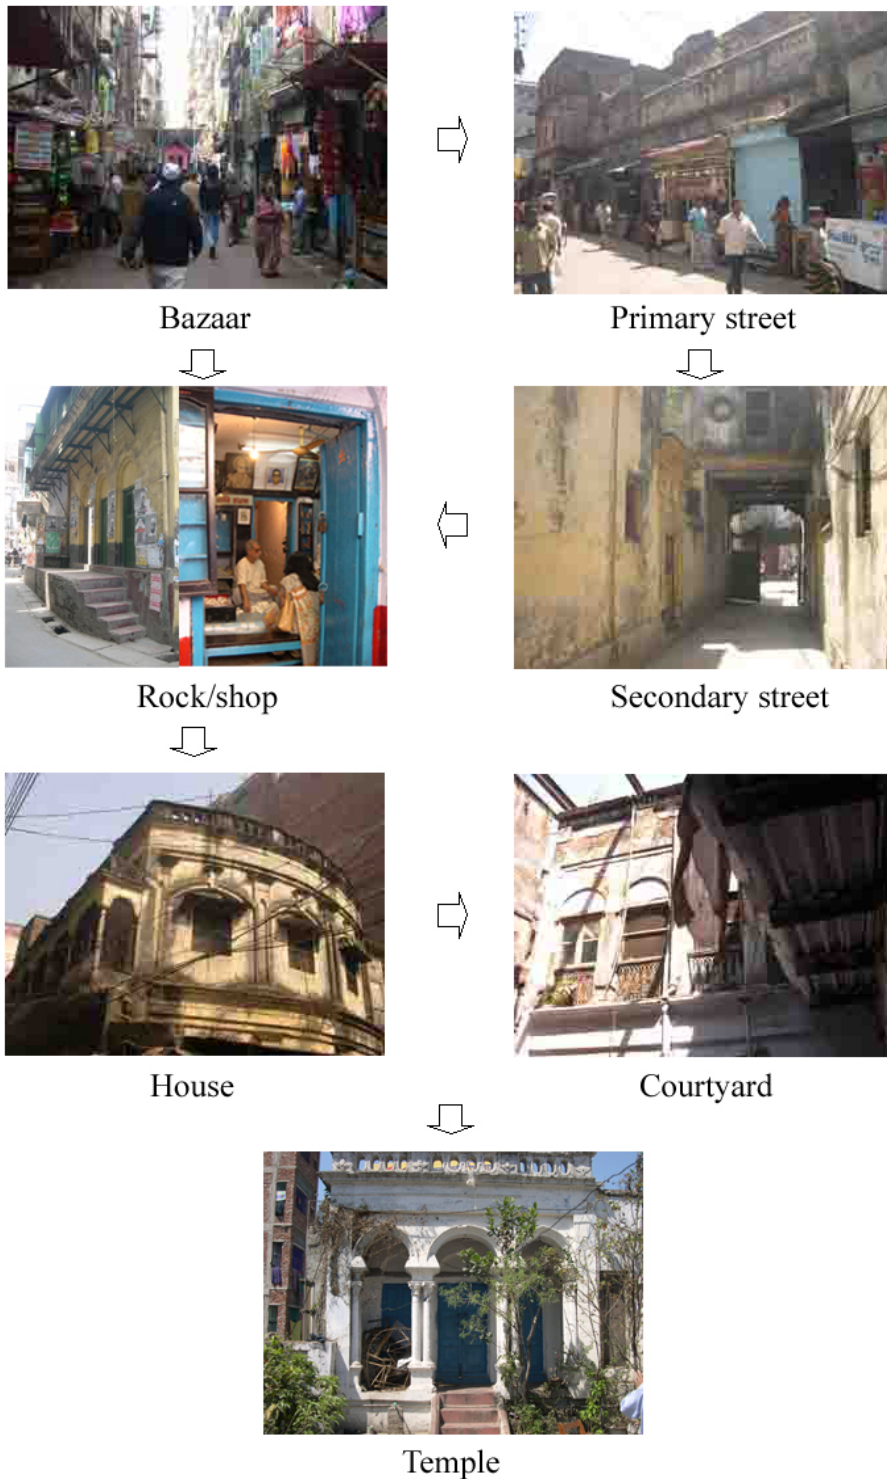 Bazaar
Primary street
Rock/shop
Secondary street
House
Courtyard
Temple